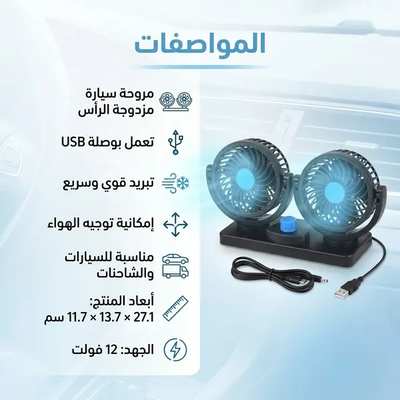 المواصفات
مروحة سيارة
مزدوجة الرأس
تعمل بوصلة USB
تبريد قوي وسريع
إمكانية توجيه الهواء
مناسبة للسيارات
والشاحنات
أبعاد المنتج:
27.1 × 13.7 × 11.7 سم
الجهد: 12 فولت